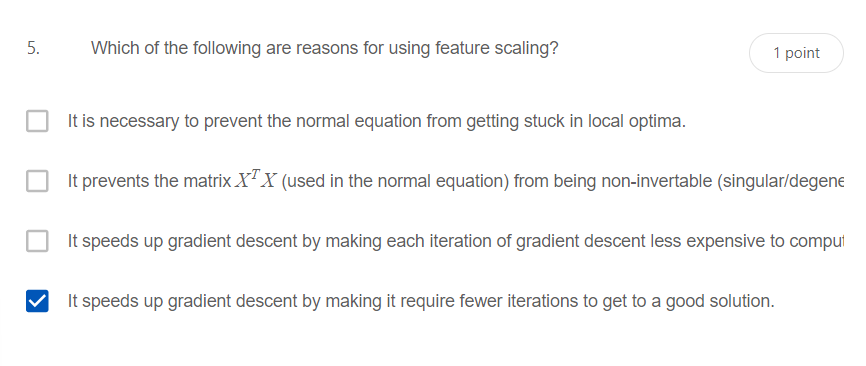 5. Which of the following are reasons for using feature scaling?
1 point
It is necessary to prevent the normal equation from getting stuck in local optima.
It prevents the matrix XᵀX (used in the normal equation) from being non-invertable (singular/degene
It speeds up gradient descent by making each iteration of gradient descent less expensive to comput
It speeds up gradient descent by making it require fewer iterations to get to a good solution.